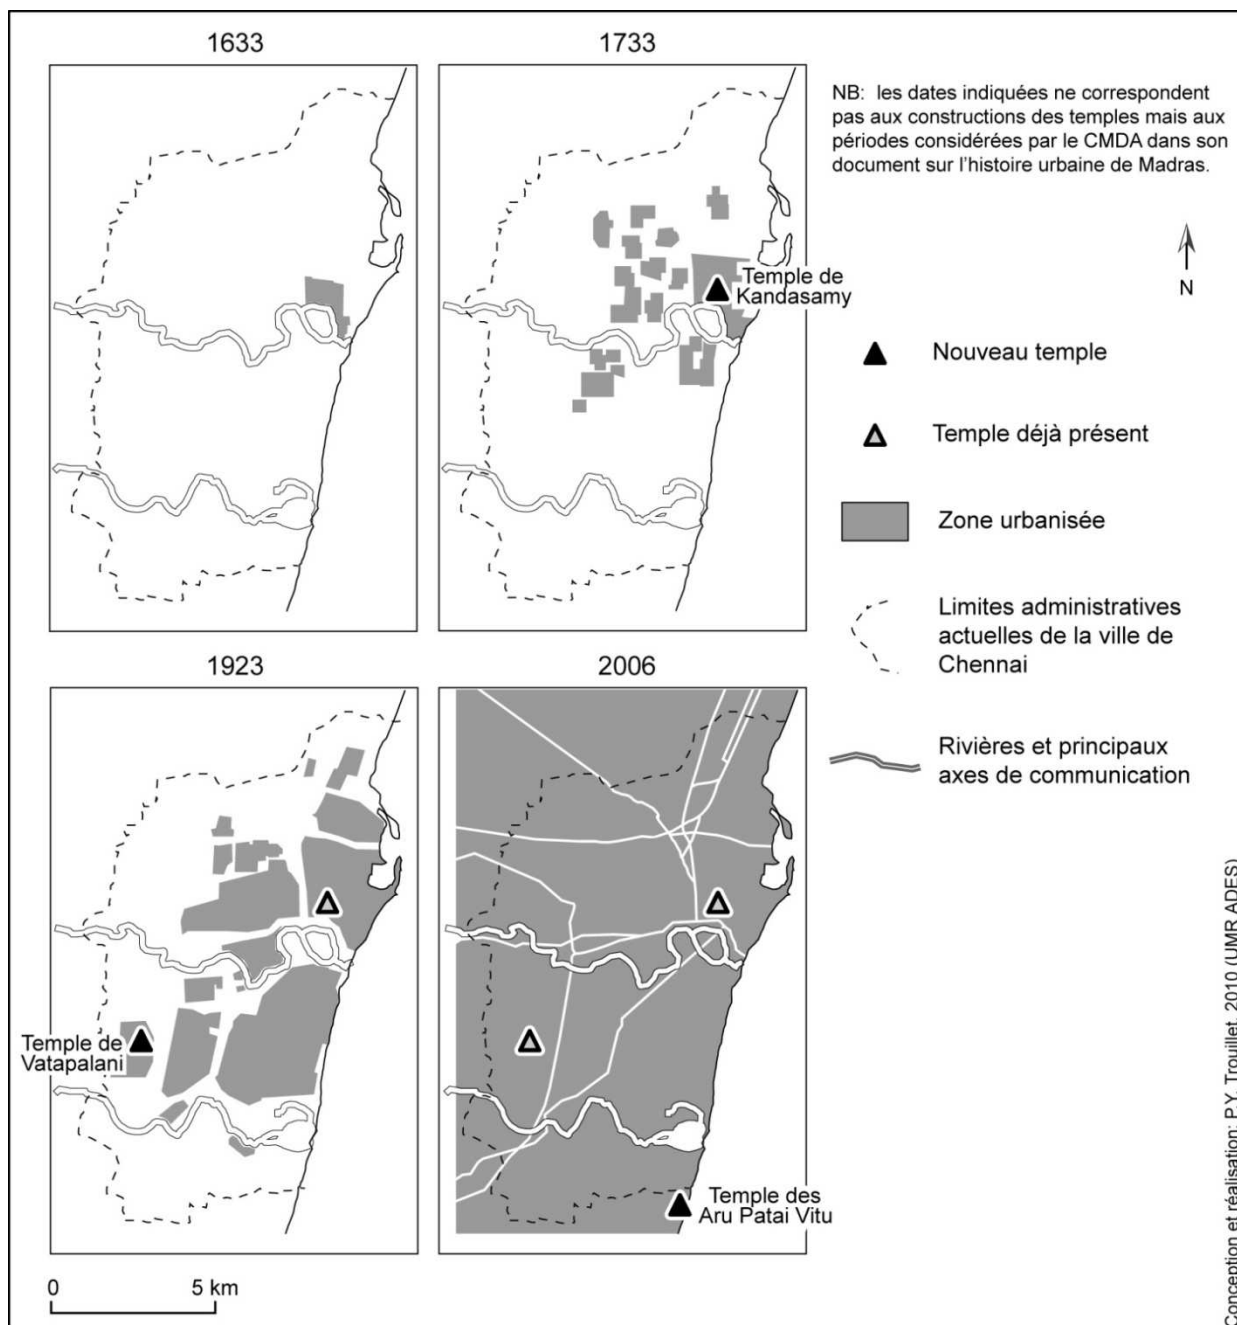 1633
1733
NB: les dates indiquées ne correspondent
pas aux constructions des temples mais aux
périodes considérées par le CMDA dans son
document sur l'histoire urbaine de Madras.
N
Temple de
Kandasamy
Nouveau temple
Temple déjà présent
Zone urbanisée
Limites administratives
actuelles de la ville de
Chennai
Rivières et principaux
axes de communication
1923
2006
Temple de
Vatapalani
Temple des
Aru Patai Vitu
0 5 km
Conception et réalisation: P.Y. Trouillet, 2010 (UMR ADES)